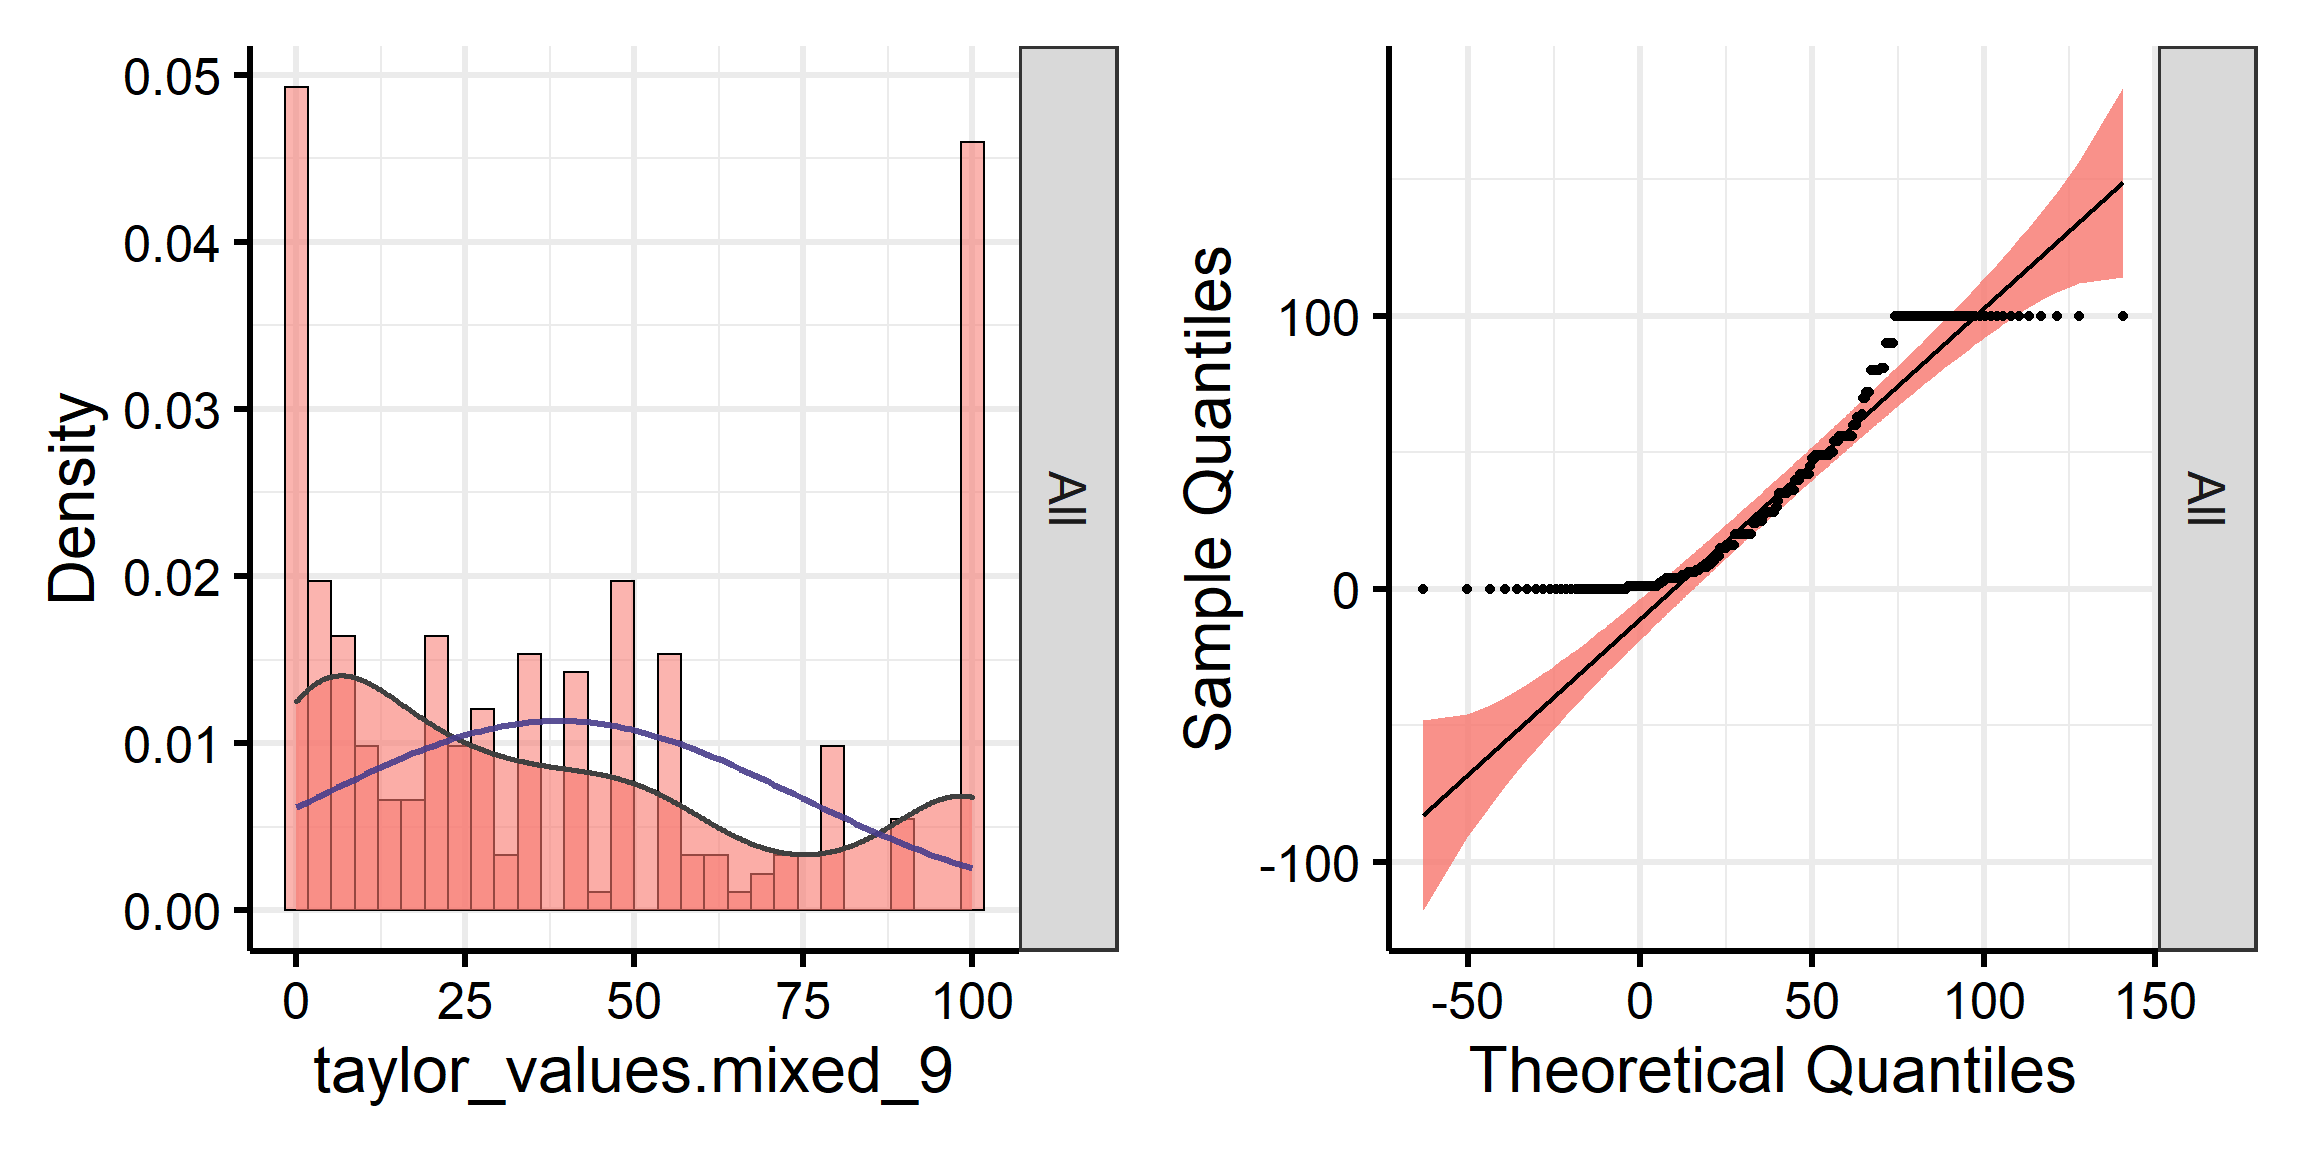 0.05
0.04
0.03
0.02
0.01
0.00
Density
0 25 50 75 100
taylor_values.mixed_9
All
100
0
-100
Sample Quantiles
-50 0 50 100 150
Theoretical Quantiles
All